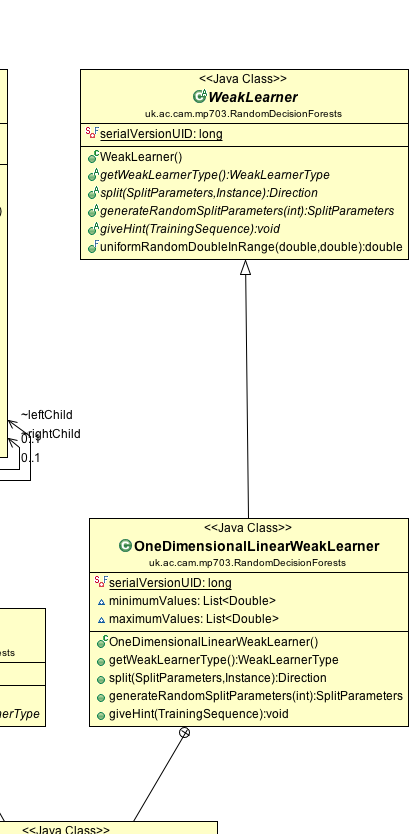 <<Java Class>>
WeakLearner
uk.ac.cam.mp703.RandomDecisionForests
serialVersionUID: long
WeakLearner()
getWeakLearnerType():WeakLearnerType
split(SplitParameters,Instance):Direction
generateRandomSplitParameters(int):SplitParameters
giveHint(TrainingSequence):void
uniformRandomDoubleInRange(double,double):double
)
~leftChild
~rightChild
0..1
0..1
<<Java Class>>
OneDimensionalLinearWeakLearner
uk.ac.cam.mp703.RandomDecisionForests
serialVersionUID: long
minimumValues: List<Double>
maximumValues: List<Double>
OneDimensionalLinearWeakLearner()
getWeakLearnerType():WeakLearnerType
split(SplitParameters,Instance):Direction
generateRandomSplitParameters(int):SplitParameters
giveHint(TrainingSequence):void
ests
nerType
<<Java Class>>